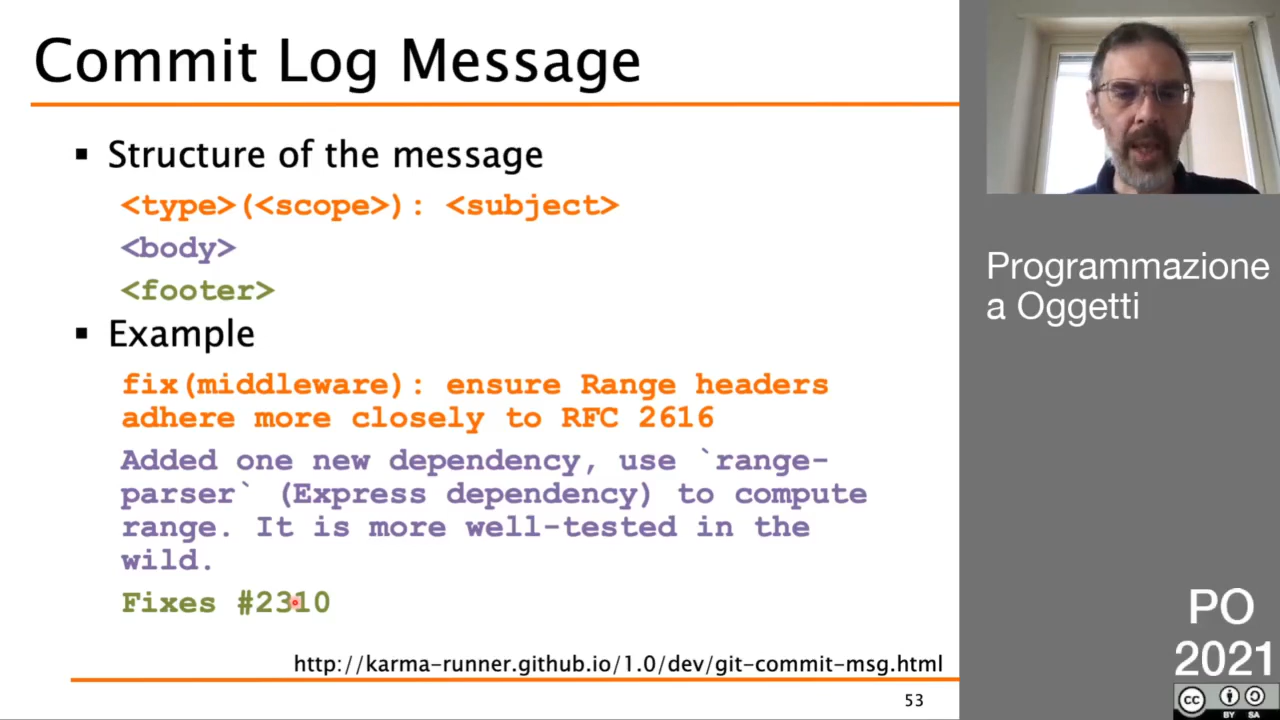 Commit Log Message
▪ Structure of the message
<type>(<scope>): <subject>
<body>
<footer>
▪ Example
fix(middleware): ensure Range headers
adhere more closely to RFC 2616
Added one new dependency, use `range-
parser` (Express dependency) to compute
range. It is more well-tested in the
wild.
Fixes #2310
http://karma-runner.github.io/1.0/dev/git-commit-msg.html
53
Programmazione
a Oggetti
PO
2021
cc
BY SA